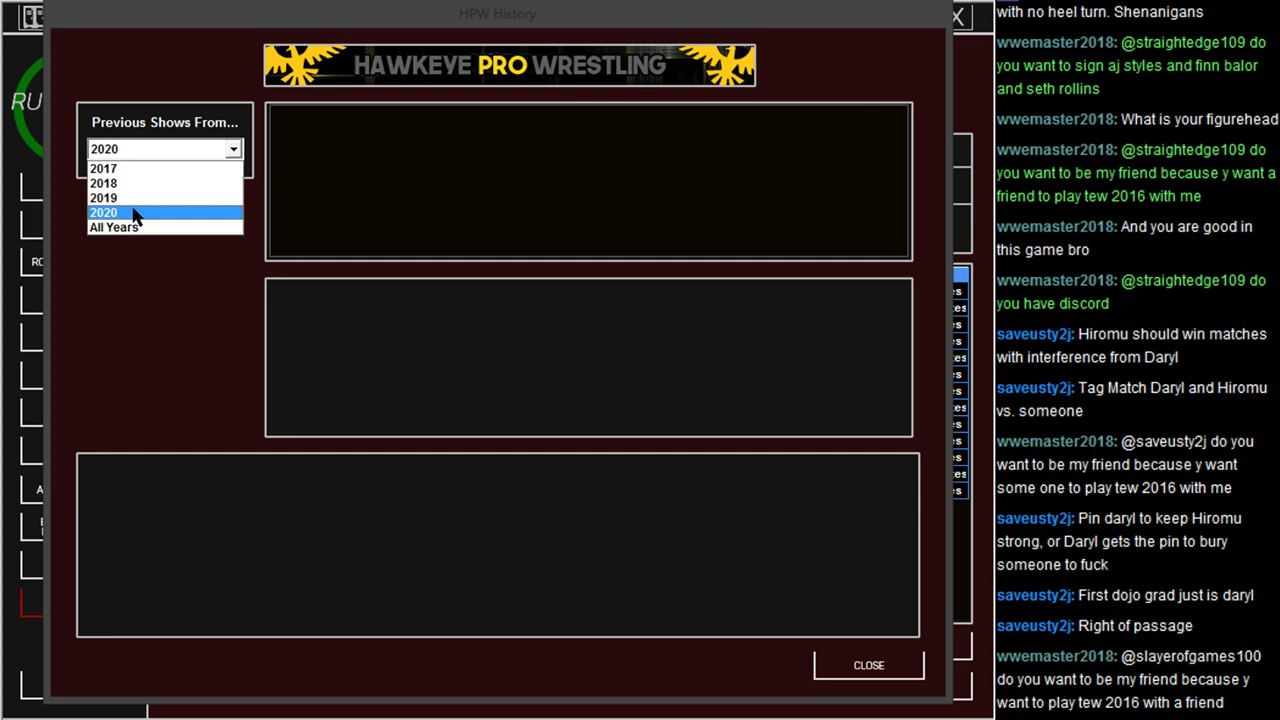 HPW History
X
HAWKEYE PRO WRESTLING
RU
Previous Shows From...
2020
2017
2018
2019
2020
All Years
RO
A
CLOSE
with no heel turn. Shenanigans
wwemaster2018: @straightedge109 do
you want to sign aj styles and finn balor
and seth rollins
wwemaster2018: What is your figurehead
wwemaster2018: @straightedge109 do
you want to be my friend because y want a
friend to play tew 2016 with me
wwemaster2018: And you are good in
this game bro
wwemaster2018: @straightedge109 do
you have discord
saveusty2j: Hiromu should win matches
with interference from Daryl
saveusty2j: Tag Match Daryl and Hiromu
vs. someone
wwemaster2018: @saveusty2j do you
want to be my friend because y want
some one to play tew 2016 with me
saveusty2j: Pin daryl to keep Hiromu
strong, or Daryl gets the pin to bury
someone to fuck
saveusty2j: First dojo grad just is daryl
saveusty2j: Right of passage
wwemaster2018: @slayerofgames100
do you want to be my friend because y
want to play tew 2016 with a friend